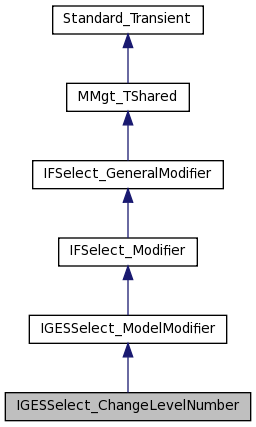 Standard_Transient
MMgt_TShared
IFSelect_GeneralModifier
IFSelect_Modifier
IGESSelect_ModelModifier
IGESSelect_ChangeLevelNumber